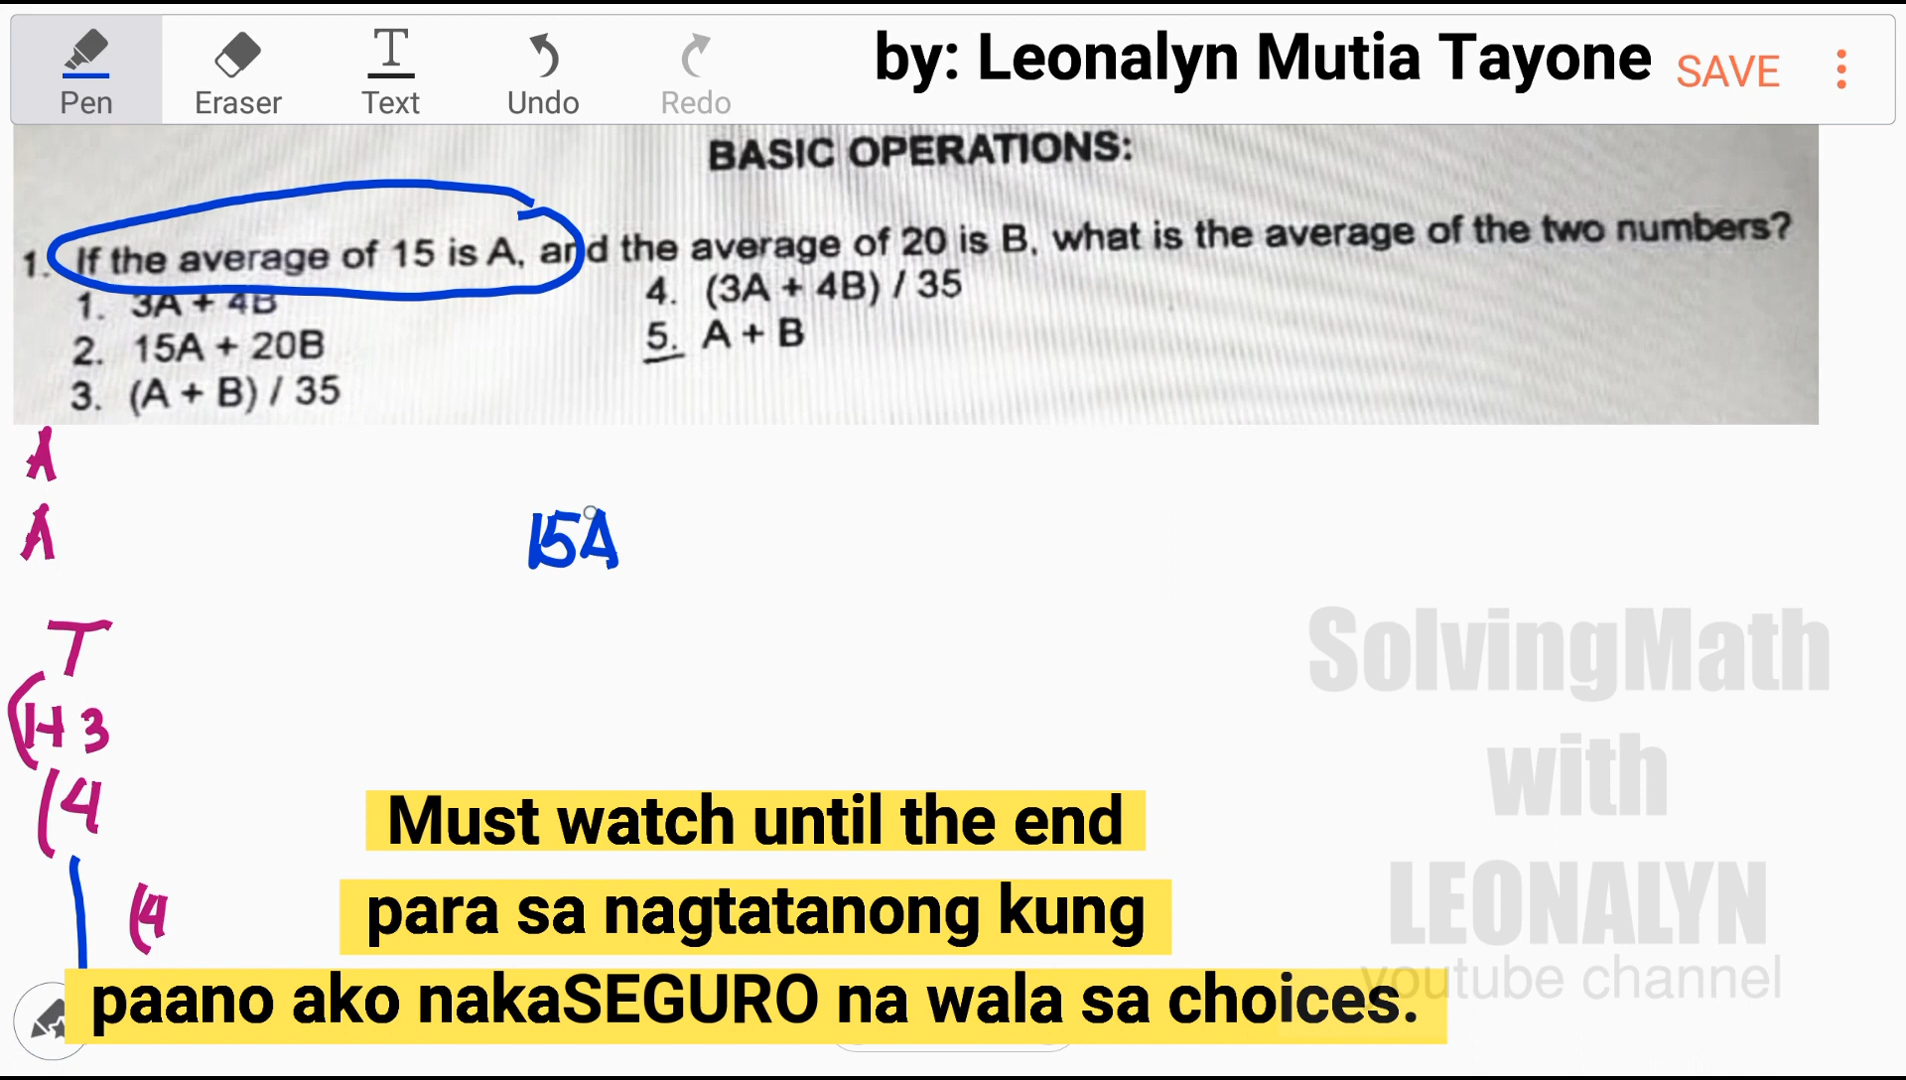 Pen
Eraser
T
Text
Undo
Redo
by: Leonalyn Mutia Tayone
SAVE
BASIC OPERATIONS:
1. If the average of 15 is A, and the average of 20 is B, what is the average of the two numbers?
1. 3A + 4B
2. 15A + 20B
3. (A + B) / 35
4. (3A + 4B) / 35
5. A + B
A
A
15A
T
3
(4
(4
SolvingMath
with
LEONALYN
youtube channel
Must watch until the end
para sa nagtatanong kung
paano ako nakaSEGURO na wala sa choices.